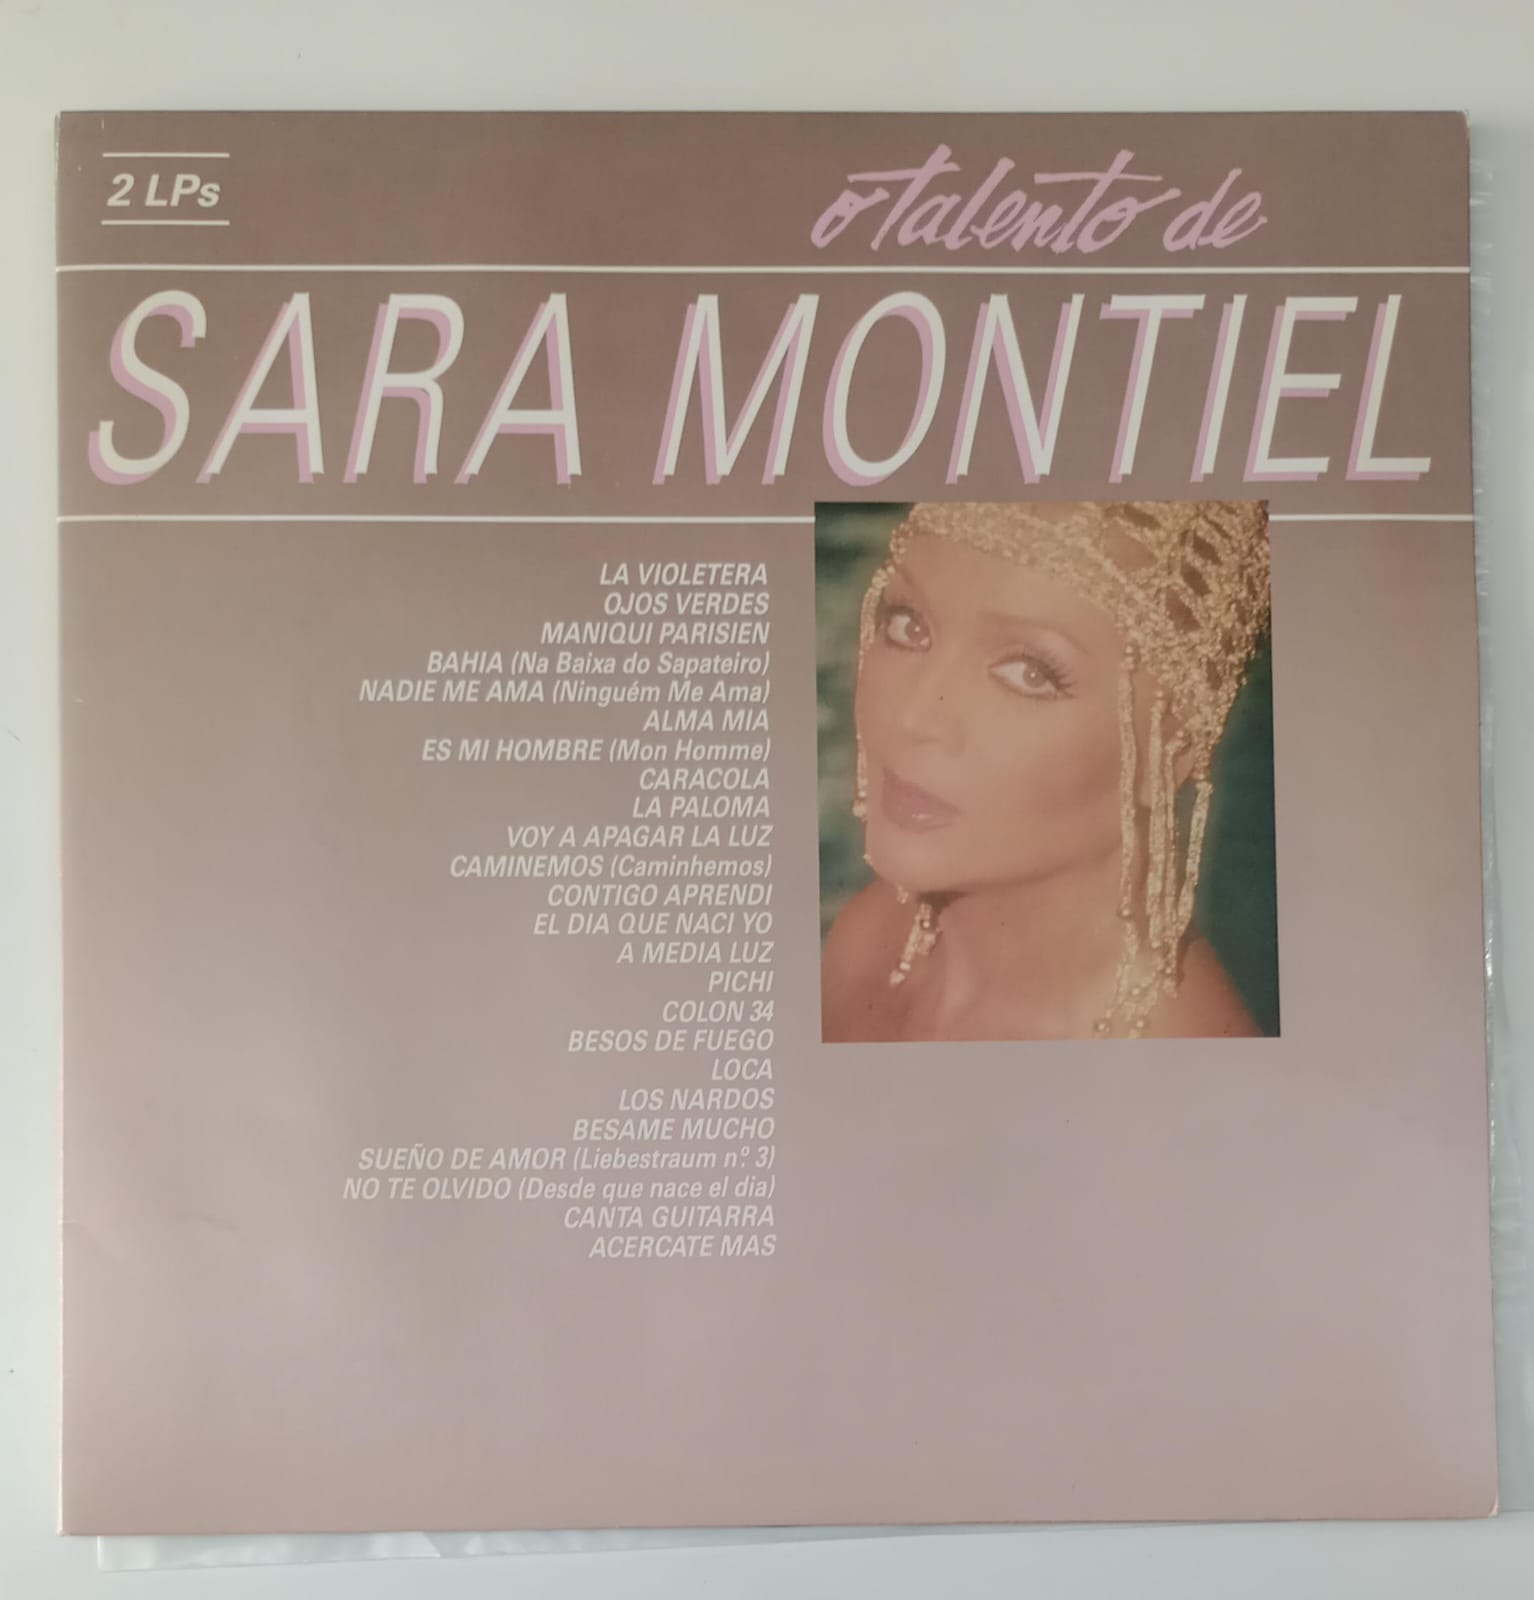 2 LPs
o talento de
SARA MONTIEL
LA VIOLETERA
OJOS VERDES
MANIQUI PARISIEN
BAHIA (Na Baixa do Sapateiro)
NADIE ME AMA (Ninguém Me Ama)
ALMA MIA
ES MI HOMBRE (Mon Homme)
CARACOLA
LA PALOMA
VOY A APAGAR LA LUZ
CAMINEMOS (Caminhemos)
CONTIGO APRENDI
EL DIA QUE NACI YO
A MEDIA LUZ
PICHI
COLON 34
BESOS DE FUEGO
LOCA
LOS NARDOS
BESAME MUCHO
SUEÑO DE AMOR (Liebestraum n.º 3)
NO TE OLVIDO (Desde que nace el dia)
CANTA GUITARRA
ACERCATE MAS